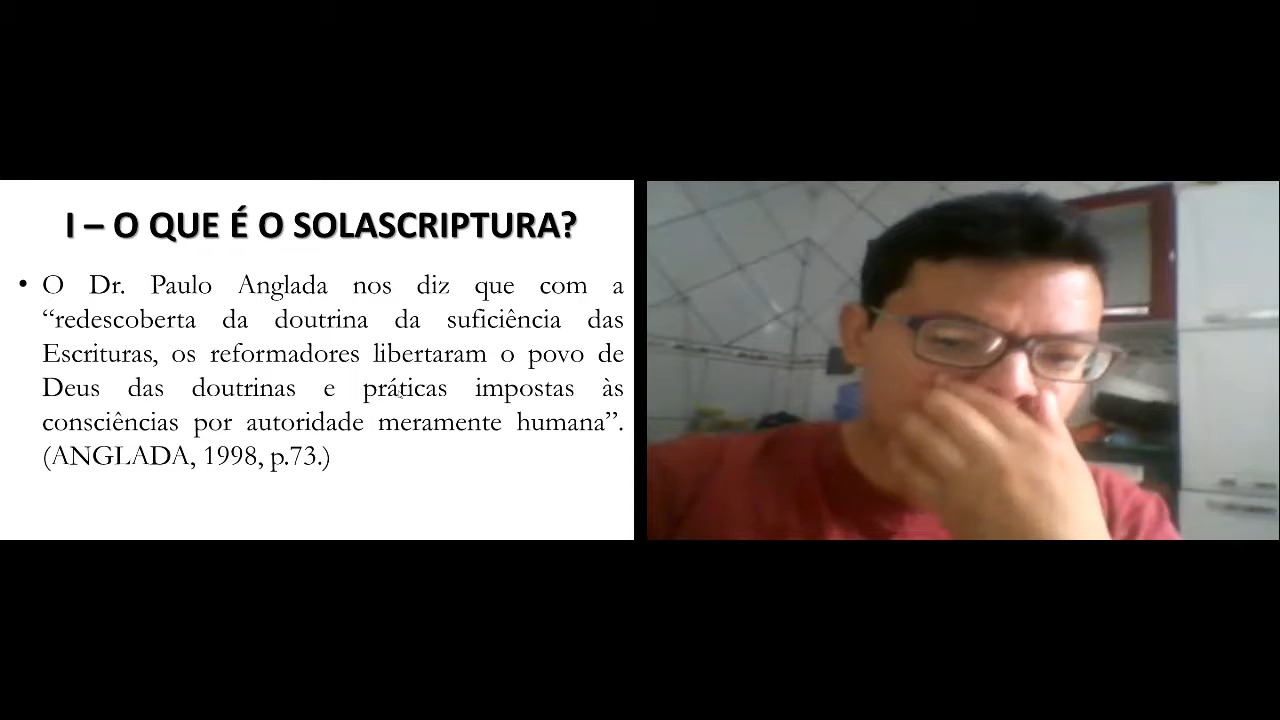 I – O QUE É O SOLASCRIPTURA?
• O Dr. Paulo Anglada nos diz que com a
“redescoberta da doutrina da suficiência das
Escrituras, os reformadores libertaram o povo de
Deus das doutrinas e práticas impostas às
consciências por autoridade meramente humana”.
(ANGLADA, 1998, p.73.)